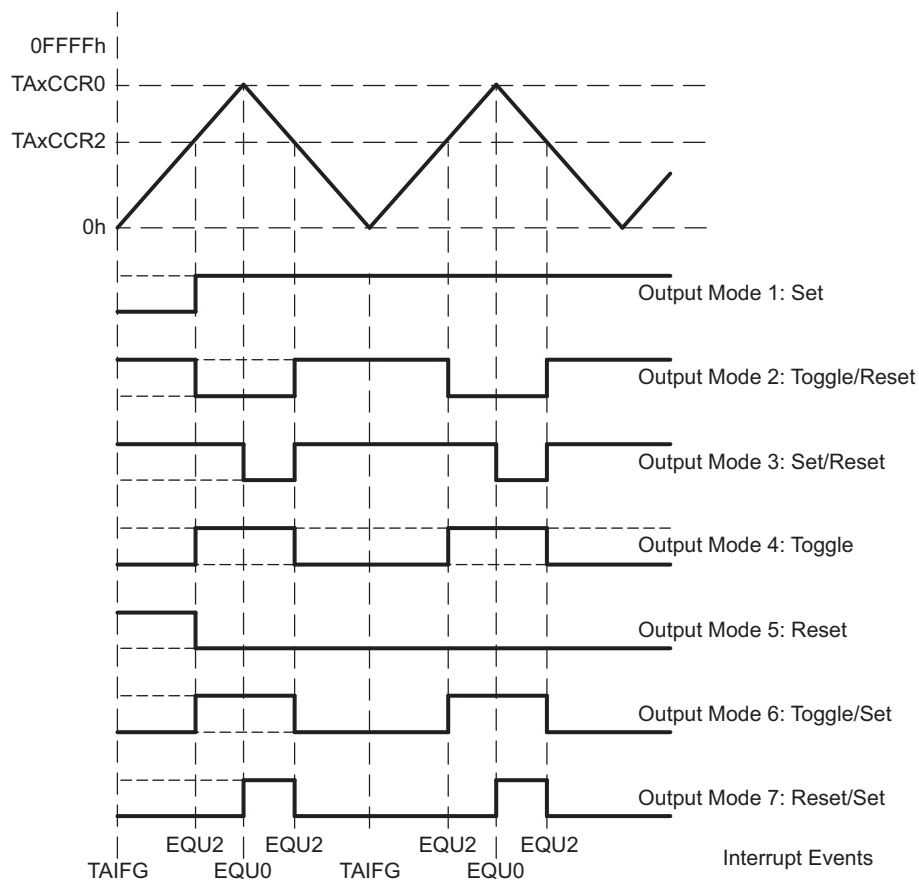 0FFFFh
TAxCCR0
TAxCCR2
0h
Output Mode 1: Set
Output Mode 2: Toggle/Reset
Output Mode 3: Set/Reset
Output Mode 4: Toggle
Output Mode 5: Reset
Output Mode 6: Toggle/Set
Output Mode 7: Reset/Set
EQU2 EQU2 EQU2 EQU2
TAIFG EQU0 TAIFG EQU0 Interrupt Events